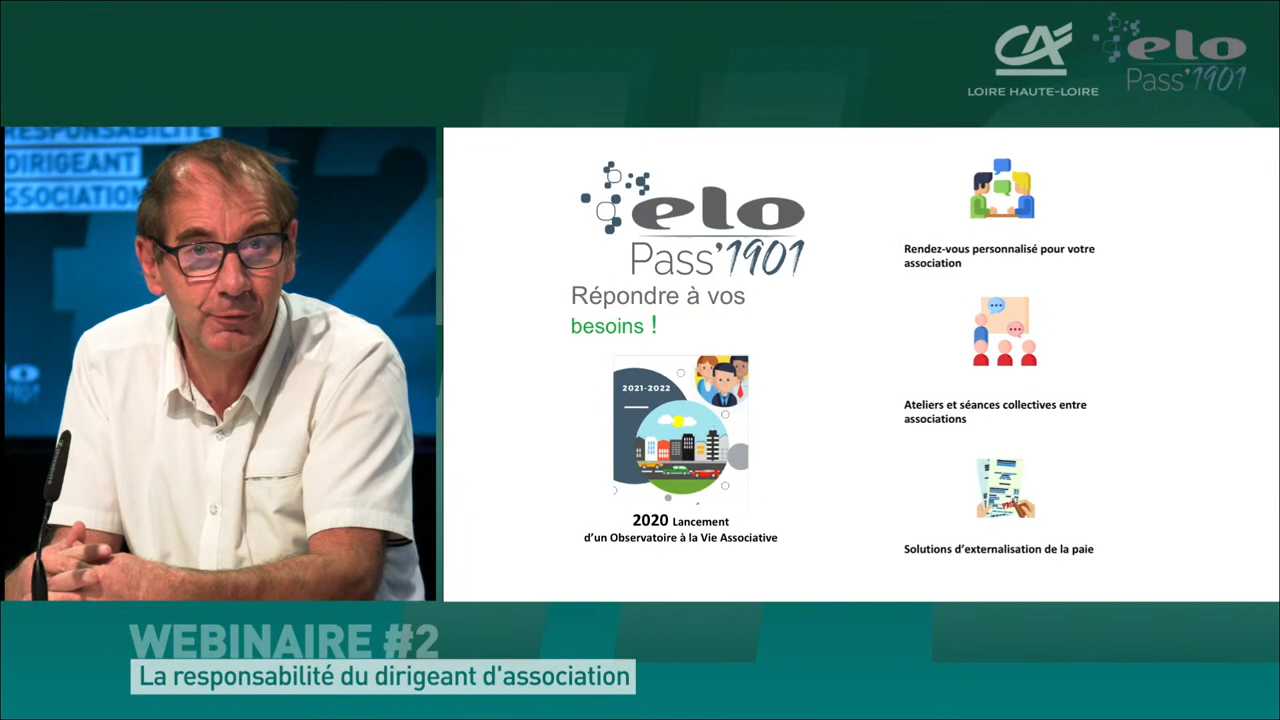 CA
LOIRE HAUTE-LOIRE
elo
Pass'1901
RESPONSABILITÉ
DIRIGEANT
ASSOCIATION
#2
elo
Pass'1901
Répondre à vos
besoins !
2021-2022
2020 Lancement
d'un Observatoire à la Vie Associative
Rendez-vous personnalisé pour votre
association
Ateliers et séances collectives entre
associations
Solutions d'externalisation de la paie
WEBINAIRE #2
La responsabilité du dirigeant d'association